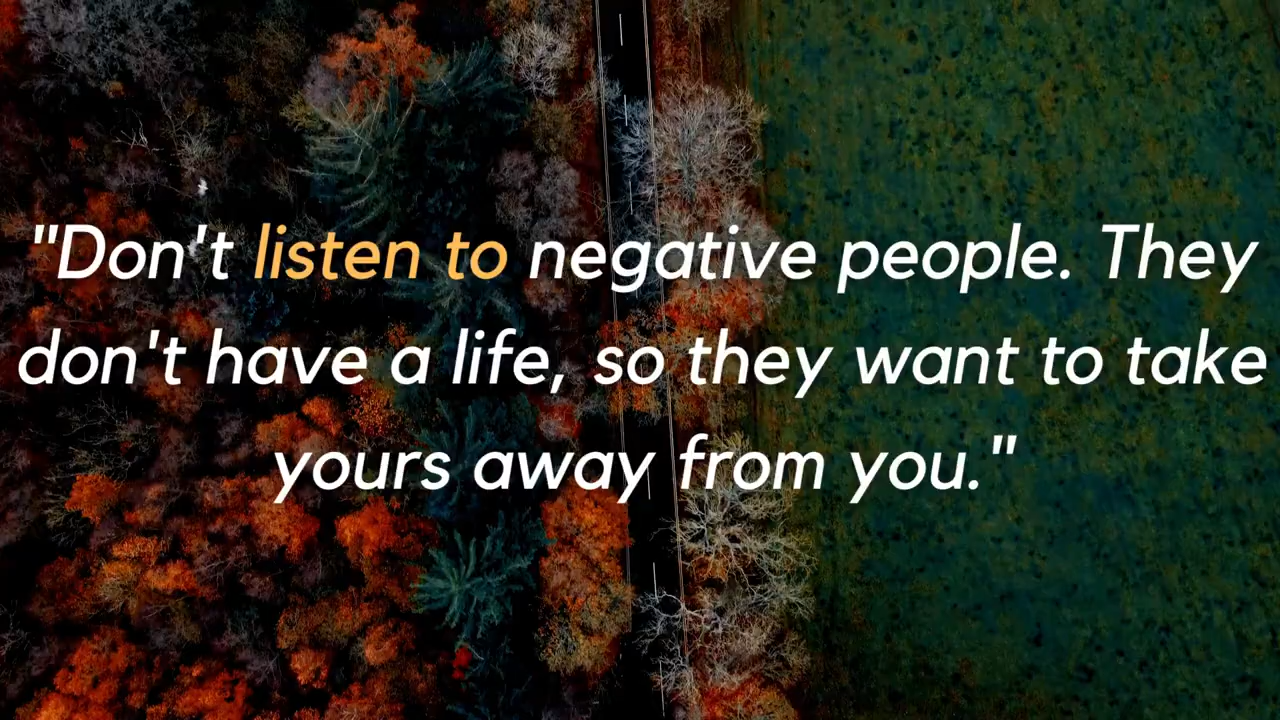 "Don't listen to negative people. They
don't have a life, so they want to take
yours away from you."